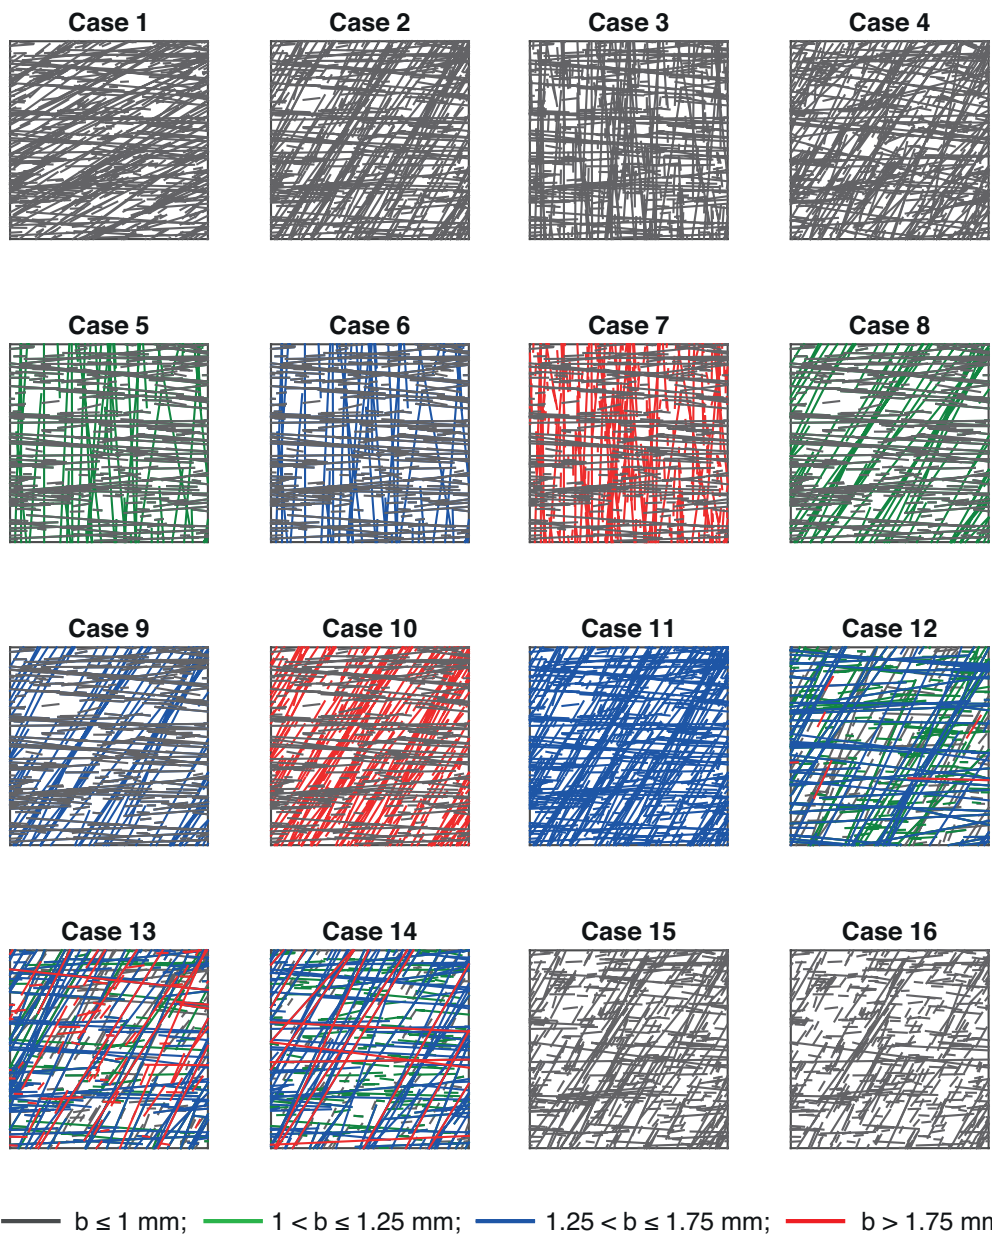 Case 1 Case 2 Case 3 Case 4
Case 5 Case 6 Case 7 Case 8
Case 9 Case 10 Case 11 Case 12
Case 13 Case 14 Case 15 Case 16
b ≤ 1 mm; 1 < b ≤ 1.25 mm; 1.25 < b ≤ 1.75 mm; b > 1.75 mm